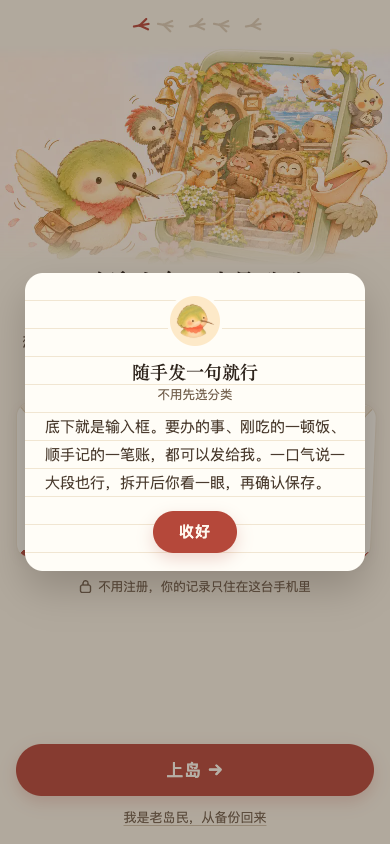 随手发一句就行
不用先选分类
底下就是输入框。要办的事、刚吃的一顿饭、
顺手记的一笔账，都可以发给我。一口气说一
大段也行，拆开后你看一眼，再确认保存。
收好
不用注册，你的记录只住在这台手机里
上岛 →
我是老岛民，从备份回来